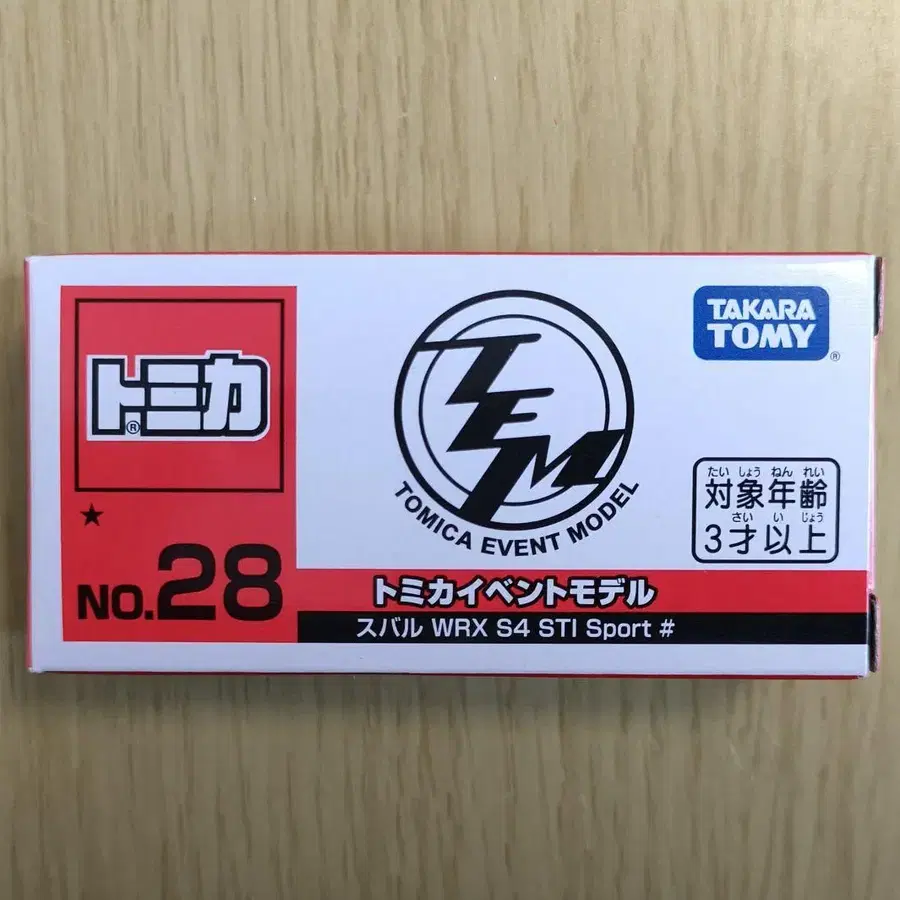 トミカ®
★
NO.28
TEM
TOMICA EVENT MODEL
TAKARA
TOMY®
たいしょうねんれい
対象年齢
さいいじょう
3才以上
トミカイベントモデル
スバル WRX S4 STI Sport #